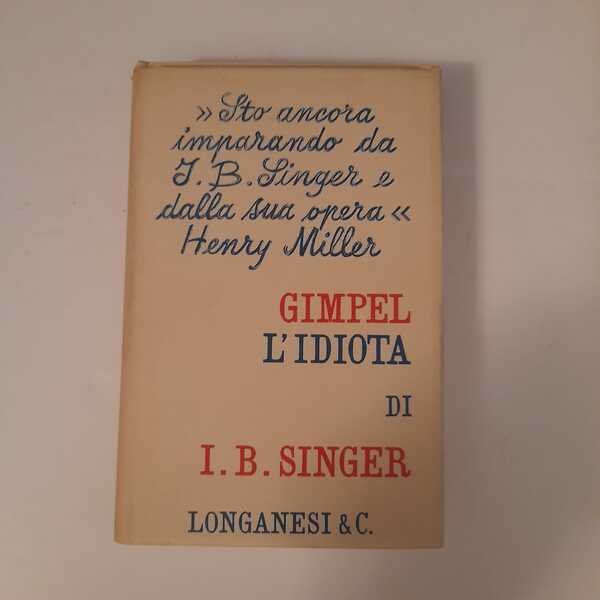 » Sto ancora
imparando da
I. B. Singer e
dalla sua opera «
Henry Miller
GIMPEL
L'IDIOTA
DI
I. B. SINGER
LONGANESI & C.